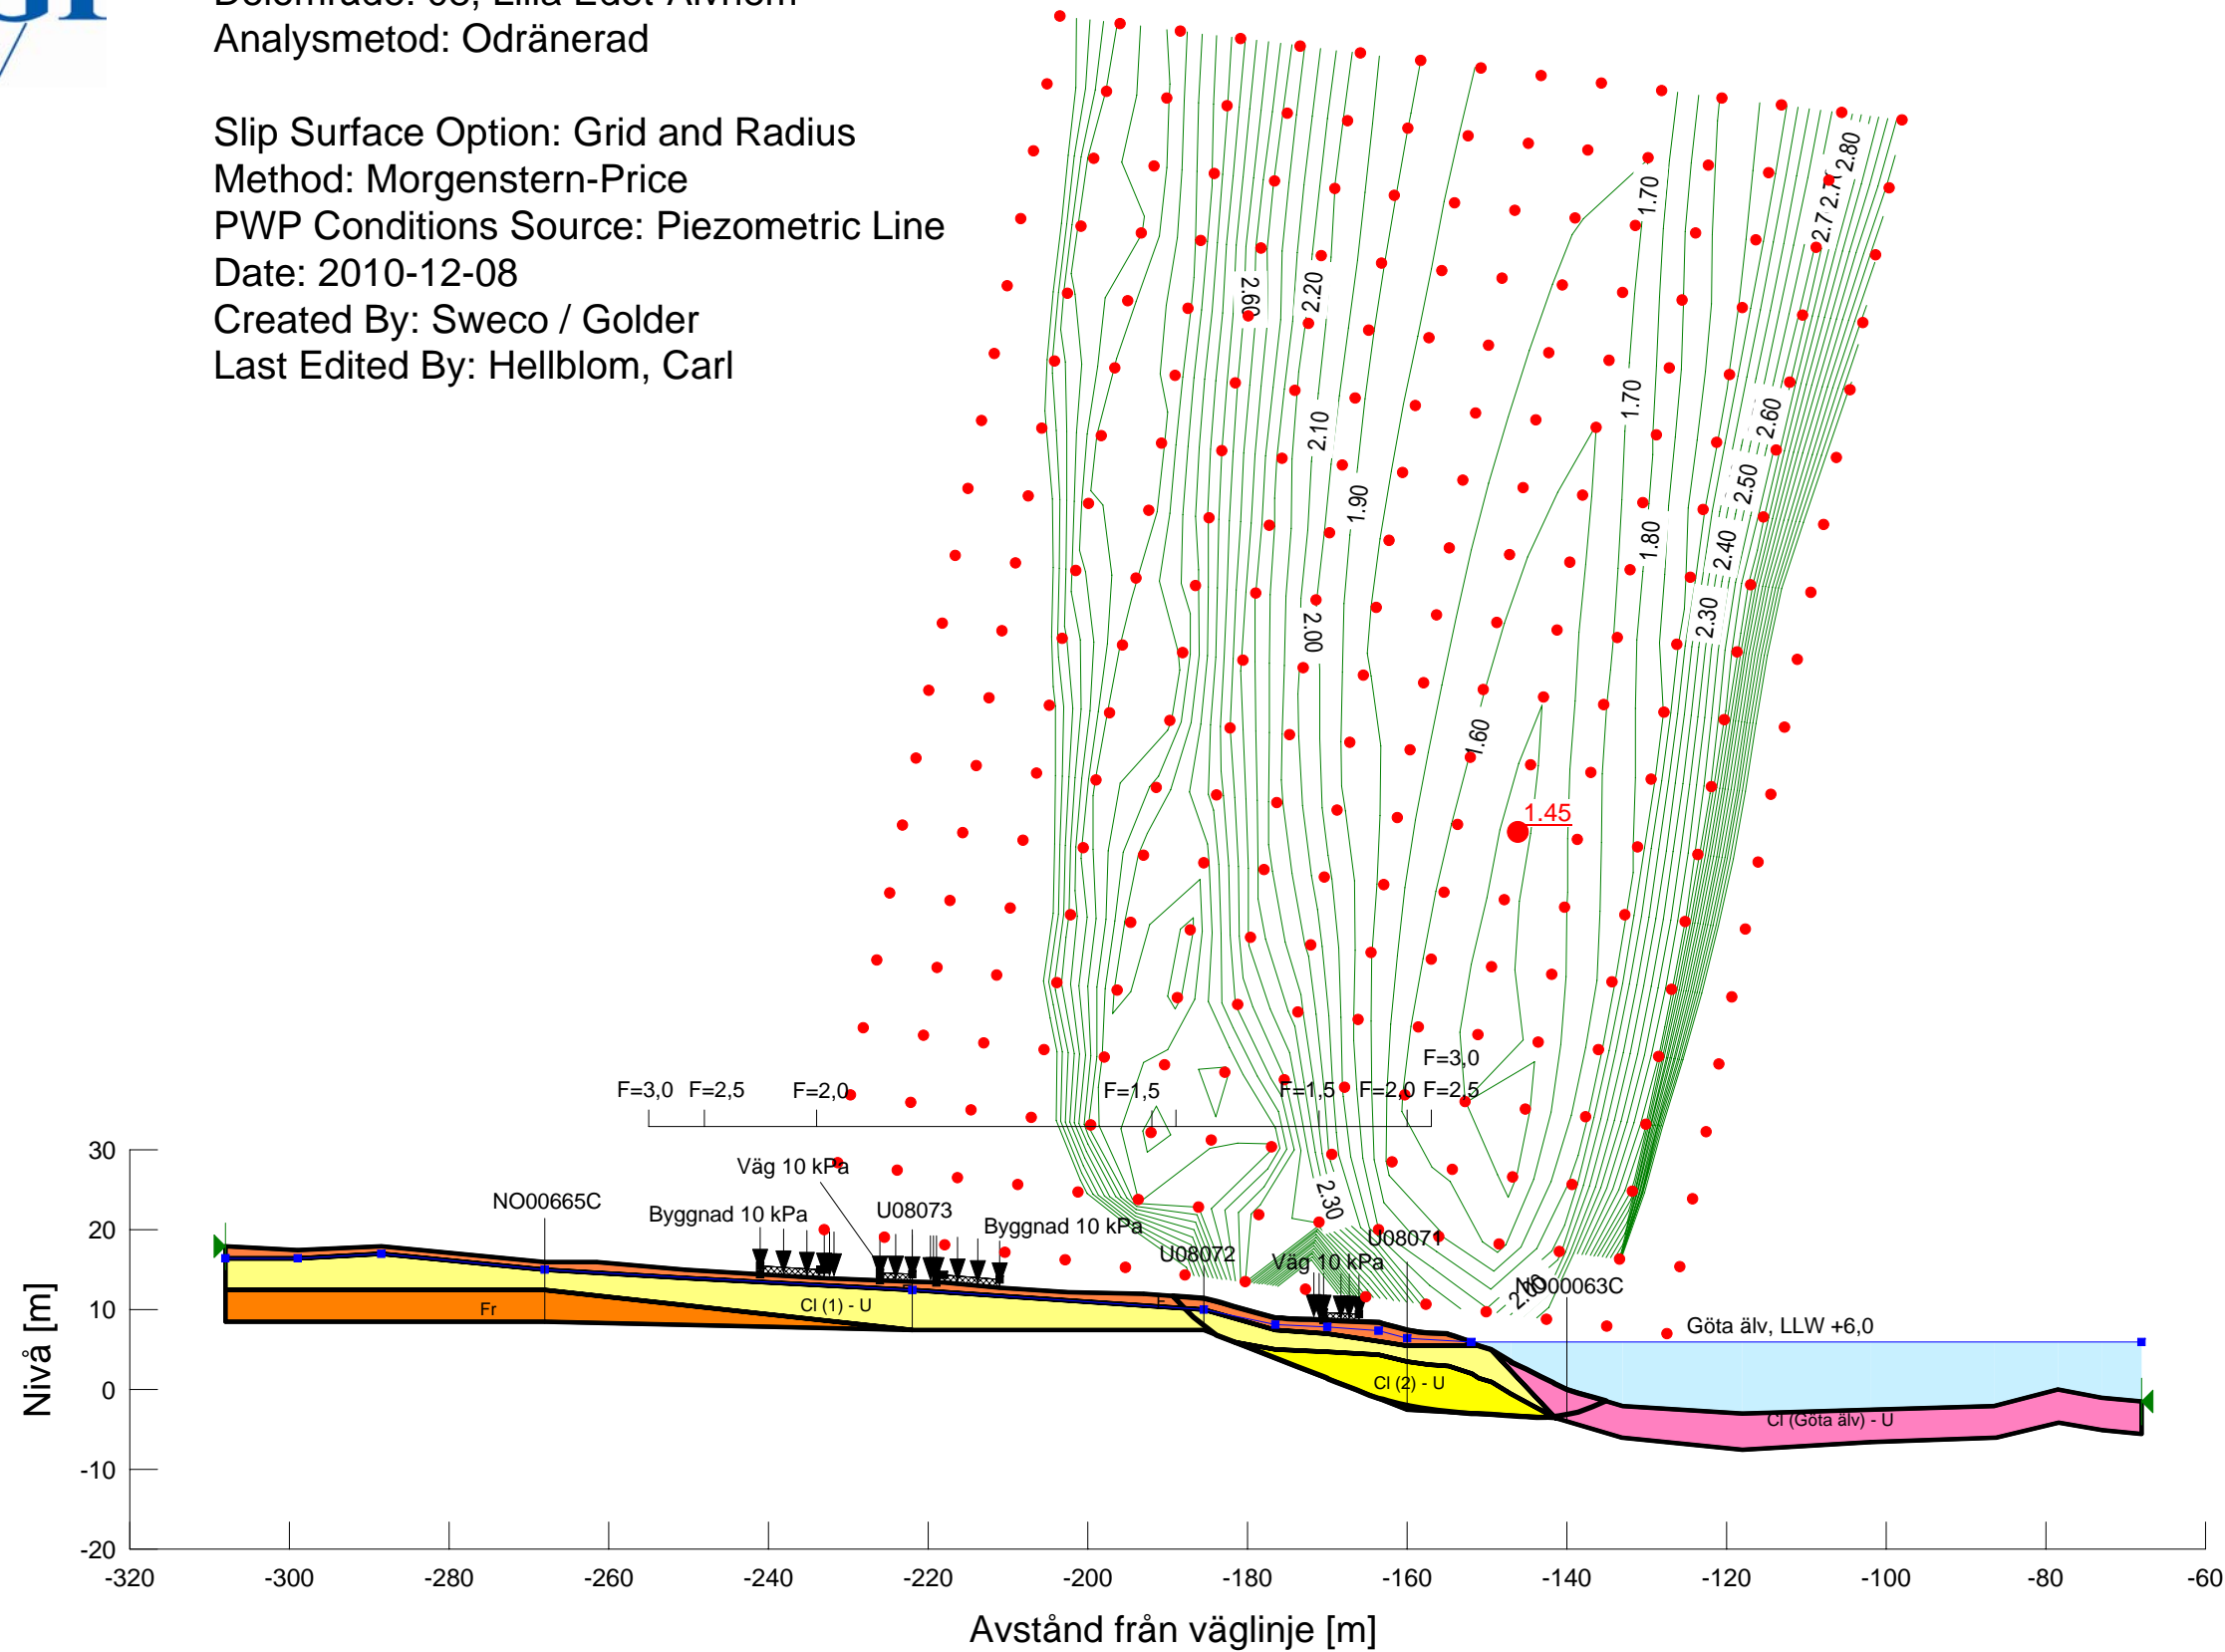 Analysmetod: Odränerad
Slip Surface Option: Grid and Radius
Method: Morgenstern-Price
PWP Conditions Source: Piezometric Line
Date: 2010-12-08
Created By: Sweco / Golder
Last Edited By: Hellblom, Carl
2.80
1.70
2.60
2.20
1.70
2.10
2.60
1.90
2.50
1.80
2.40
2.30
2.00
1.60
1.45
F=3,0
F=3,0 F=2,5 F=2,0 F=1,5 F=1,5 F=2,0 F=2,5
30
20
10
0
-10
-20
Nivå [m]
Väg 10 kPa
NO00665C
Byggnad 10 kPa
U08073
Byggnad 10 kPa
2.30
U08071
U08072
Väg 10 kPa
NO00063C
2.00
Göta älv, LLW +6,0
Fr
Cl (1) - U
Cl (2) - U
Cl (Göta älv) - U
-320 -300 -280 -260 -240 -220 -200 -180 -160 -140 -120 -100 -80 -60
Avstånd från väglinje [m]